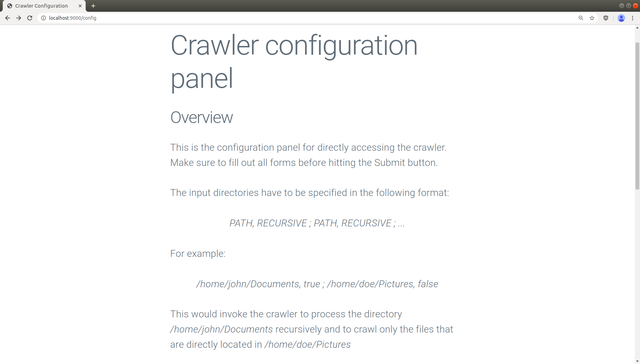 Crawler Configuration
localhost:9000/config
Crawler configuration
panel
Overview
This is the configuration panel for directly accessing the crawler.
Make sure to fill out all forms before hitting the Submit button.
The input directories have to be specified in the following format:
PATH, RECURSIVE ; PATH, RECURSIVE ; ...
For example:
/home/john/Documents, true ; /home/doe/Pictures, false
This would invoke the crawler to process the directory
/home/john/Documents recursively and to crawl only the files that
are directly located in /home/doe/Pictures